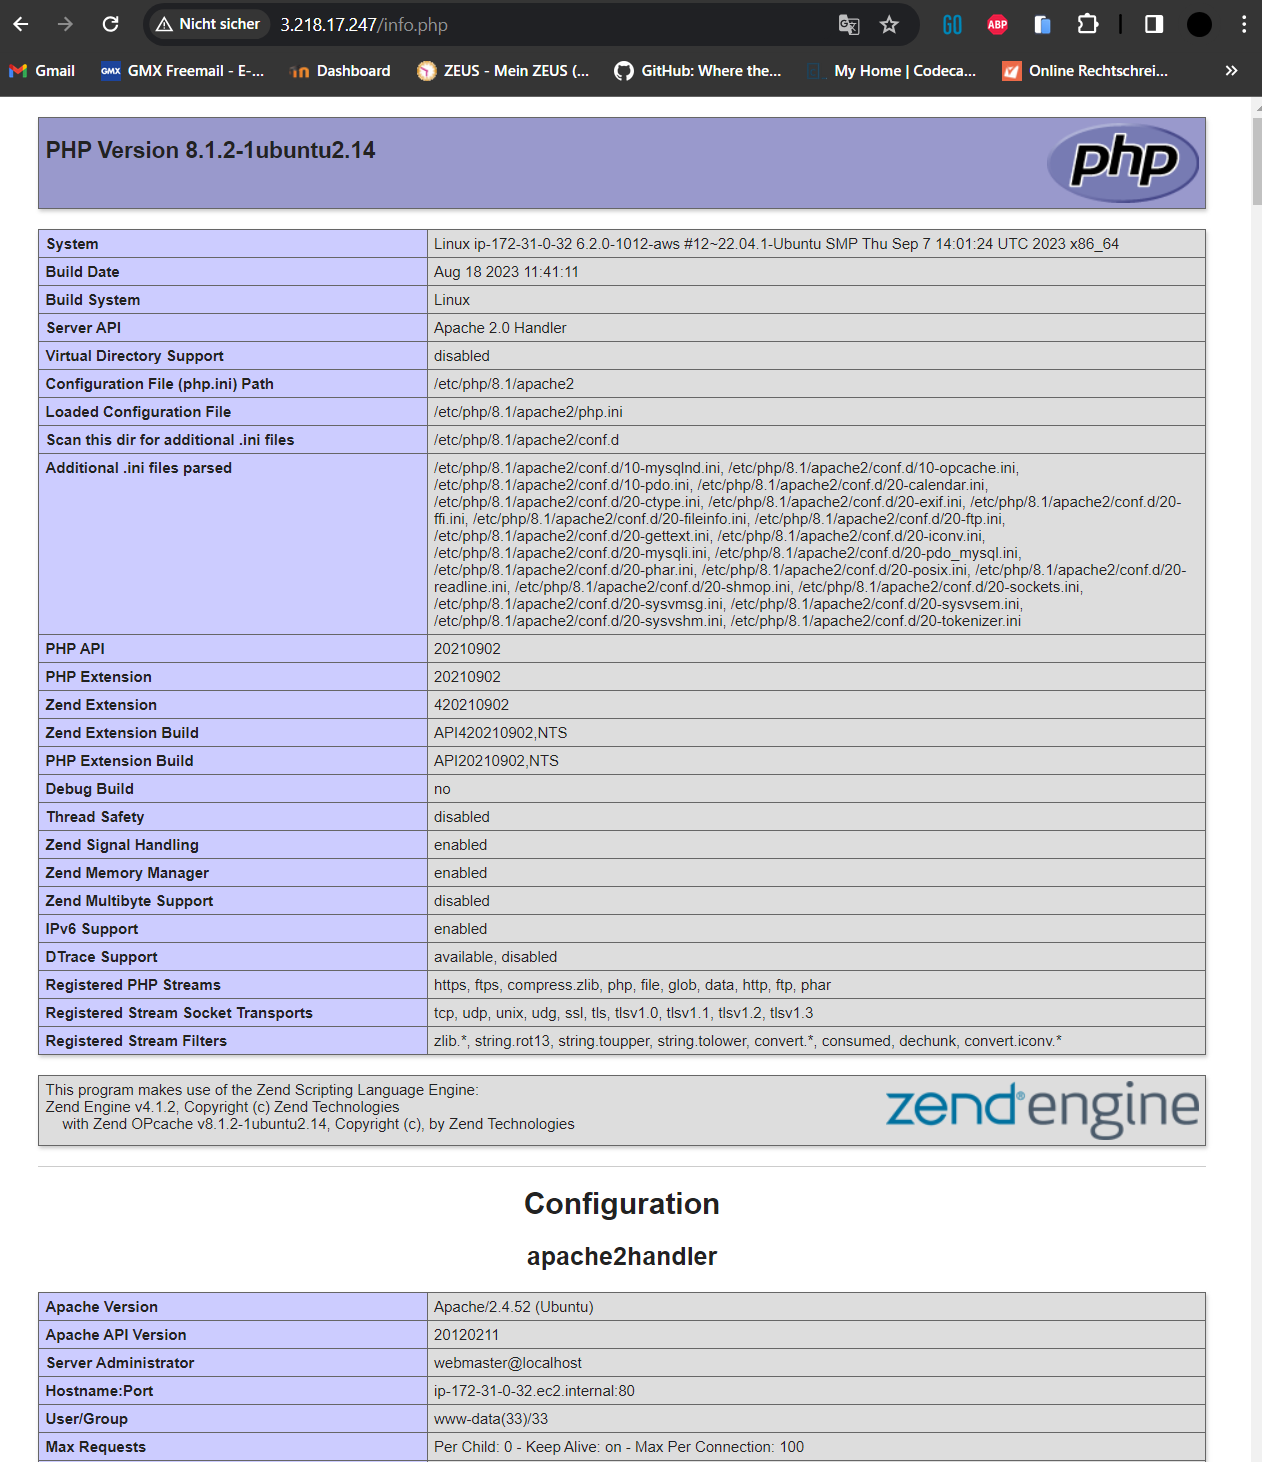 Nicht sicher 3.218.17.247/info.php GO ABP
Gmail GMX GMX Freemail - E-... Dashboard ZEUS - Mein ZEUS (... GitHub: Where the... My Home | Codeca... Online Rechtschrei... »
PHP Version 8.1.2-1ubuntu2.14 php
System Linux ip-172-31-0-32 6.2.0-1012-aws #12~22.04.1-Ubuntu SMP Thu Sep 7 14:01:24 UTC 2023 x86_64
Build Date Aug 18 2023 11:41:11
Build System Linux
Server API Apache 2.0 Handler
Virtual Directory Support disabled
Configuration File (php.ini) Path /etc/php/8.1/apache2
Loaded Configuration File /etc/php/8.1/apache2/php.ini
Scan this dir for additional .ini files /etc/php/8.1/apache2/conf.d
Additional .ini files parsed /etc/php/8.1/apache2/conf.d/10-mysqlnd.ini, /etc/php/8.1/apache2/conf.d/10-opcache.ini,
/etc/php/8.1/apache2/conf.d/10-pdo.ini, /etc/php/8.1/apache2/conf.d/20-calendar.ini,
/etc/php/8.1/apache2/conf.d/20-ctype.ini, /etc/php/8.1/apache2/conf.d/20-exif.ini, /etc/php/8.1/apache2/conf.d/20-
ffi.ini, /etc/php/8.1/apache2/conf.d/20-fileinfo.ini, /etc/php/8.1/apache2/conf.d/20-ftp.ini,
/etc/php/8.1/apache2/conf.d/20-gettext.ini, /etc/php/8.1/apache2/conf.d/20-iconv.ini,
/etc/php/8.1/apache2/conf.d/20-mysqli.ini, /etc/php/8.1/apache2/conf.d/20-pdo_mysql.ini,
/etc/php/8.1/apache2/conf.d/20-phar.ini, /etc/php/8.1/apache2/conf.d/20-posix.ini, /etc/php/8.1/apache2/conf.d/20-
readline.ini, /etc/php/8.1/apache2/conf.d/20-shmop.ini, /etc/php/8.1/apache2/conf.d/20-sockets.ini,
/etc/php/8.1/apache2/conf.d/20-sysvmsg.ini, /etc/php/8.1/apache2/conf.d/20-sysvsem.ini,
/etc/php/8.1/apache2/conf.d/20-sysvshm.ini, /etc/php/8.1/apache2/conf.d/20-tokenizer.ini
PHP API 20210902
PHP Extension 20210902
Zend Extension 420210902
Zend Extension Build API420210902,NTS
PHP Extension Build API20210902,NTS
Debug Build no
Thread Safety disabled
Zend Signal Handling enabled
Zend Memory Manager enabled
Zend Multibyte Support disabled
IPv6 Support enabled
DTrace Support available, disabled
Registered PHP Streams https, ftps, compress.zlib, php, file, glob, data, http, ftp, phar
Registered Stream Socket Transports tcp, udp, unix, udg, ssl, tls, tlsv1.0, tlsv1.1, tlsv1.2, tlsv1.3
Registered Stream Filters zlib.*, string.rot13, string.toupper, string.tolower, convert.*, consumed, dechunk, convert.iconv.*
This program makes use of the Zend Scripting Language Engine:
Zend Engine v4.1.2, Copyright (c) Zend Technologies
with Zend OPcache v8.1.2-1ubuntu2.14, Copyright (c), by Zend Technologies
zend® engine
Configuration
apache2handler
Apache Version Apache/2.4.52 (Ubuntu)
Apache API Version 20120211
Server Administrator webmaster@localhost
Hostname:Port ip-172-31-0-32.ec2.internal:80
User/Group www-data(33)/33
Max Requests Per Child: 0 - Keep Alive: on - Max Per Connection: 100